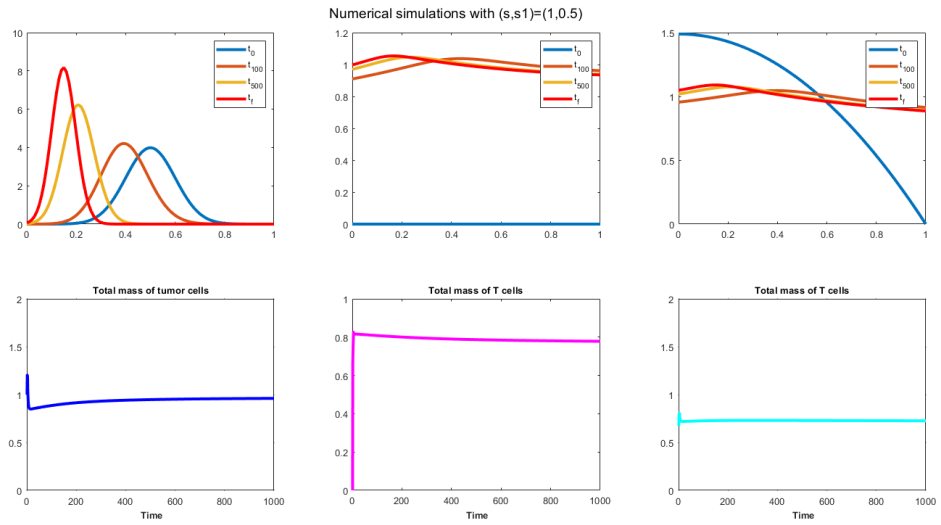 Numerical simulations with (s,s1)=(1,0.5)
10
8
6
4
2
0
0 0.2 0.4 0.6 0.8 1
t0
t100
t500
tf
1.2
1
0.8
0.6
0.4
0.2
0
0 0.2 0.4 0.6 0.8 1
t0
t100
t500
tf
1.5
1
0.5
0
0 0.2 0.4 0.6 0.8 1
t0
t100
t500
tf
Total mass of tumor cells
2
1.5
1
0.5
0
0 200 400 600 800 1000
Time
Total mass of T cells
1
0.8
0.6
0.4
0.2
0
0 200 400 600 800 1000
Time
Total mass of T cells
2
1.5
1
0.5
0
0 200 400 600 800 1000
Time